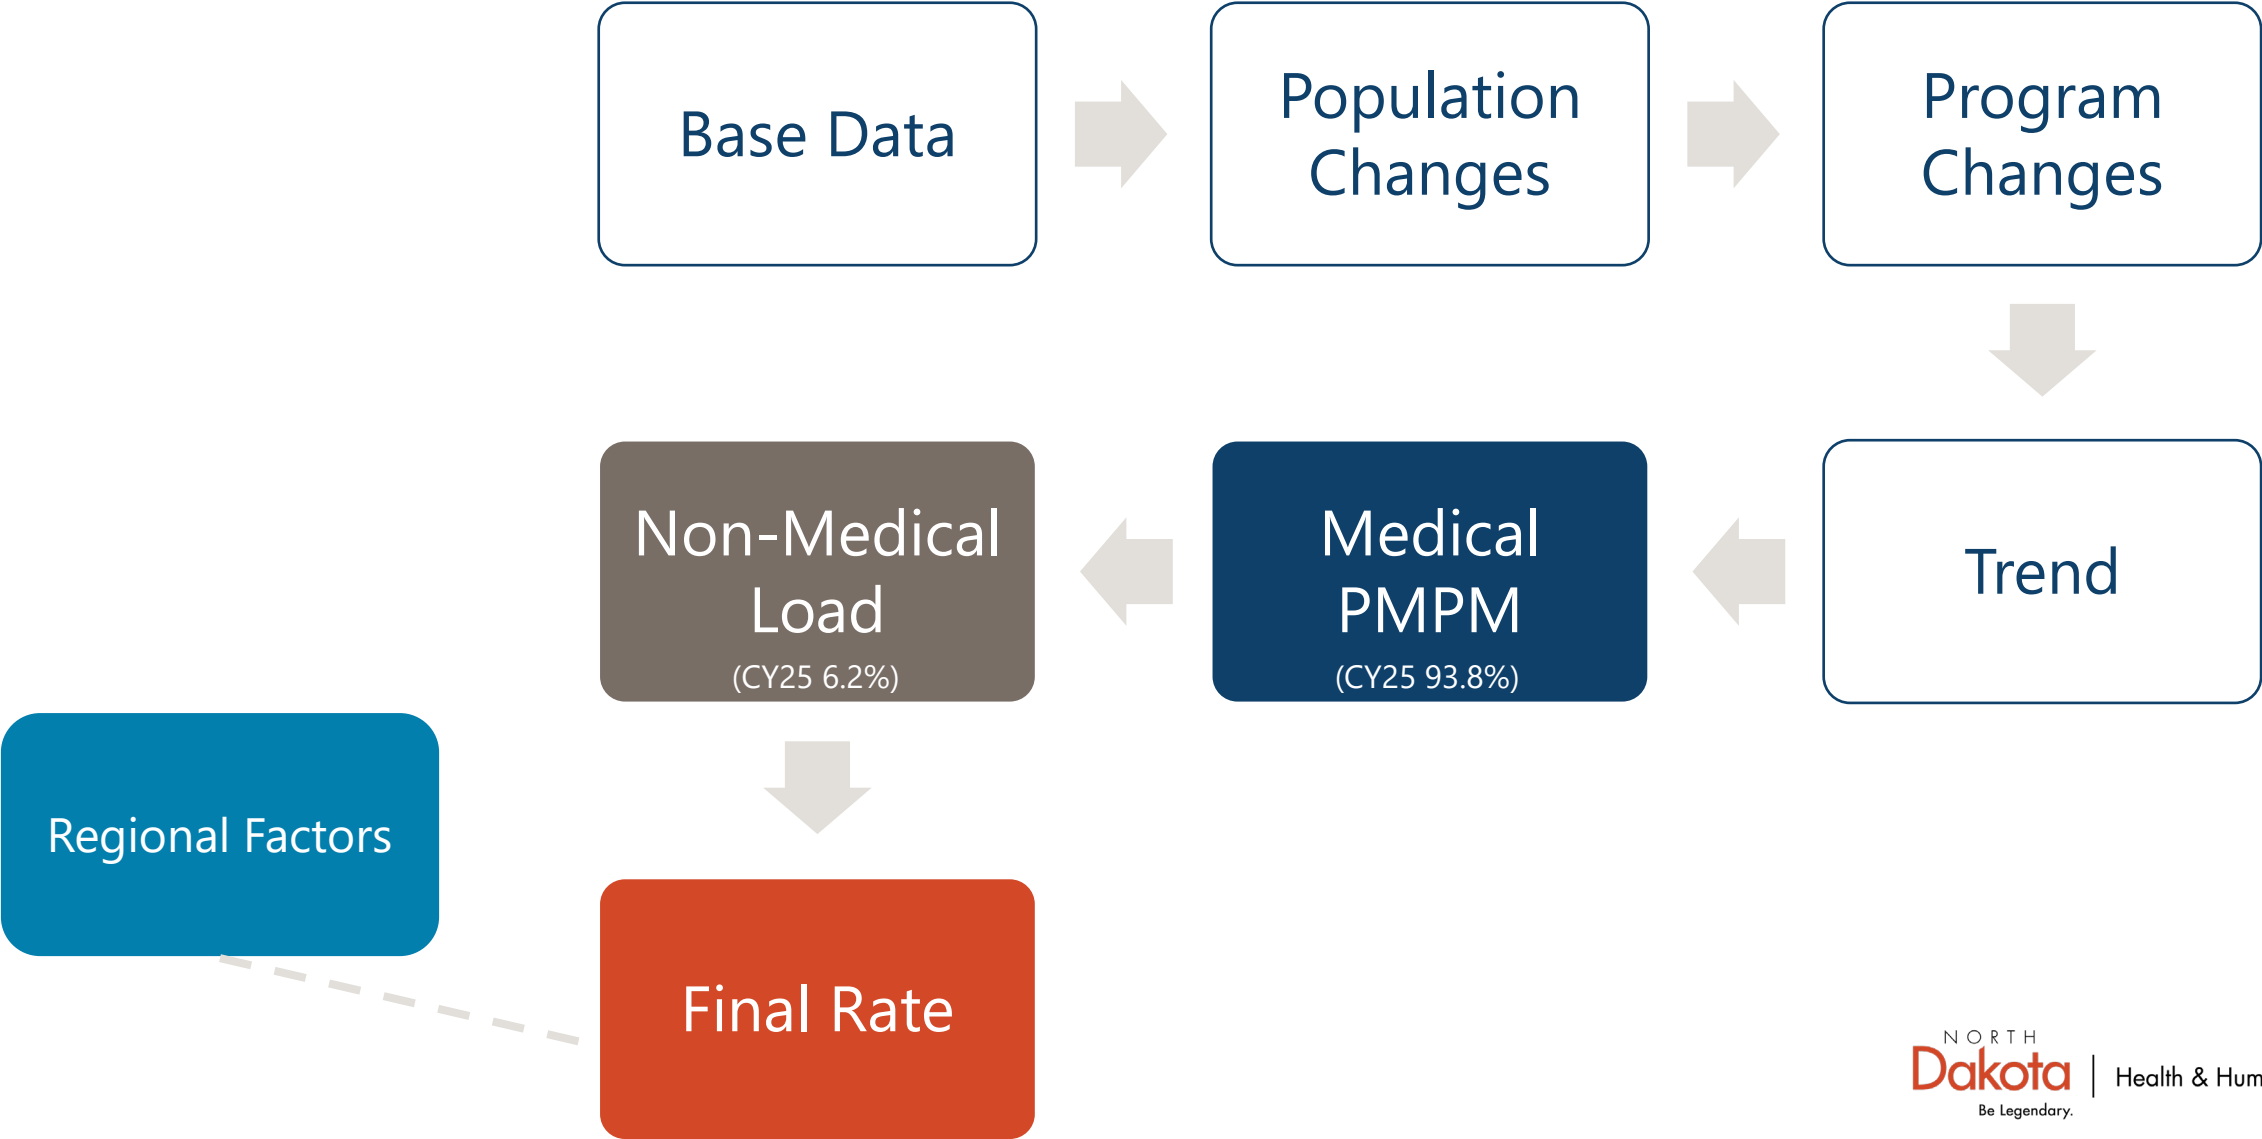 Base Data
Population
Changes
Program
Changes
Non-Medical
Load
(CY25 6.2%)
Medical
PMPM
(CY25 93.8%)
Trend
Regional Factors
Final Rate
NORTH
Dakota
Be Legendary.
Health & Hum